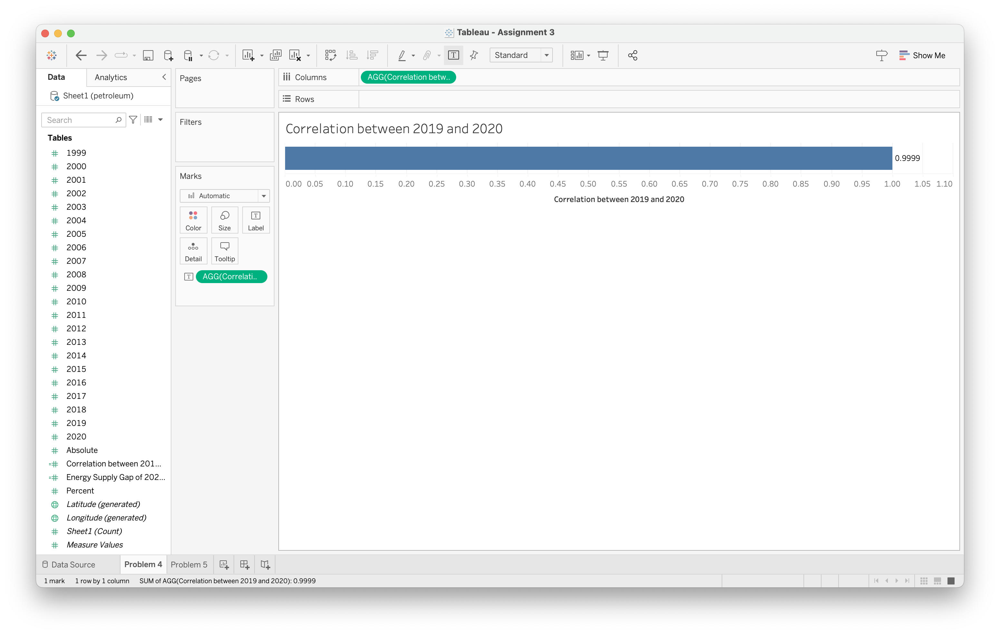 Tableau - Assignment 3
Standard
Show Me
Data
Analytics
Sheet1 (petroleum)
Search
Tables
1999
2000
2001
2002
2003
2004
2005
2006
2007
2008
2009
2010
2011
2012
2013
2014
2015
2016
2017
2018
2019
2020
Absolute
Correlation between 201...
Energy Supply Gap of 202...
Percent
Latitude (generated)
Longitude (generated)
Sheet1 (Count)
Measure Values
Pages
Filters
Marks
Automatic
Color Size Label
Detail Tooltip
AGG(Correlati..
Columns AGG(Correlation betw..
Rows
Correlation between 2019 and 2020
0.9999
0.00 0.05 0.10 0.15 0.20 0.25 0.30 0.35 0.40 0.45 0.50 0.55 0.60 0.65 0.70 0.75 0.80 0.85 0.90 0.95 1.00 1.05 1.10
Correlation between 2019 and 2020
Data Source Problem 4 Problem 5
1 mark 1 row by 1 column SUM of AGG(Correlation between 2019 and 2020): 0.9999